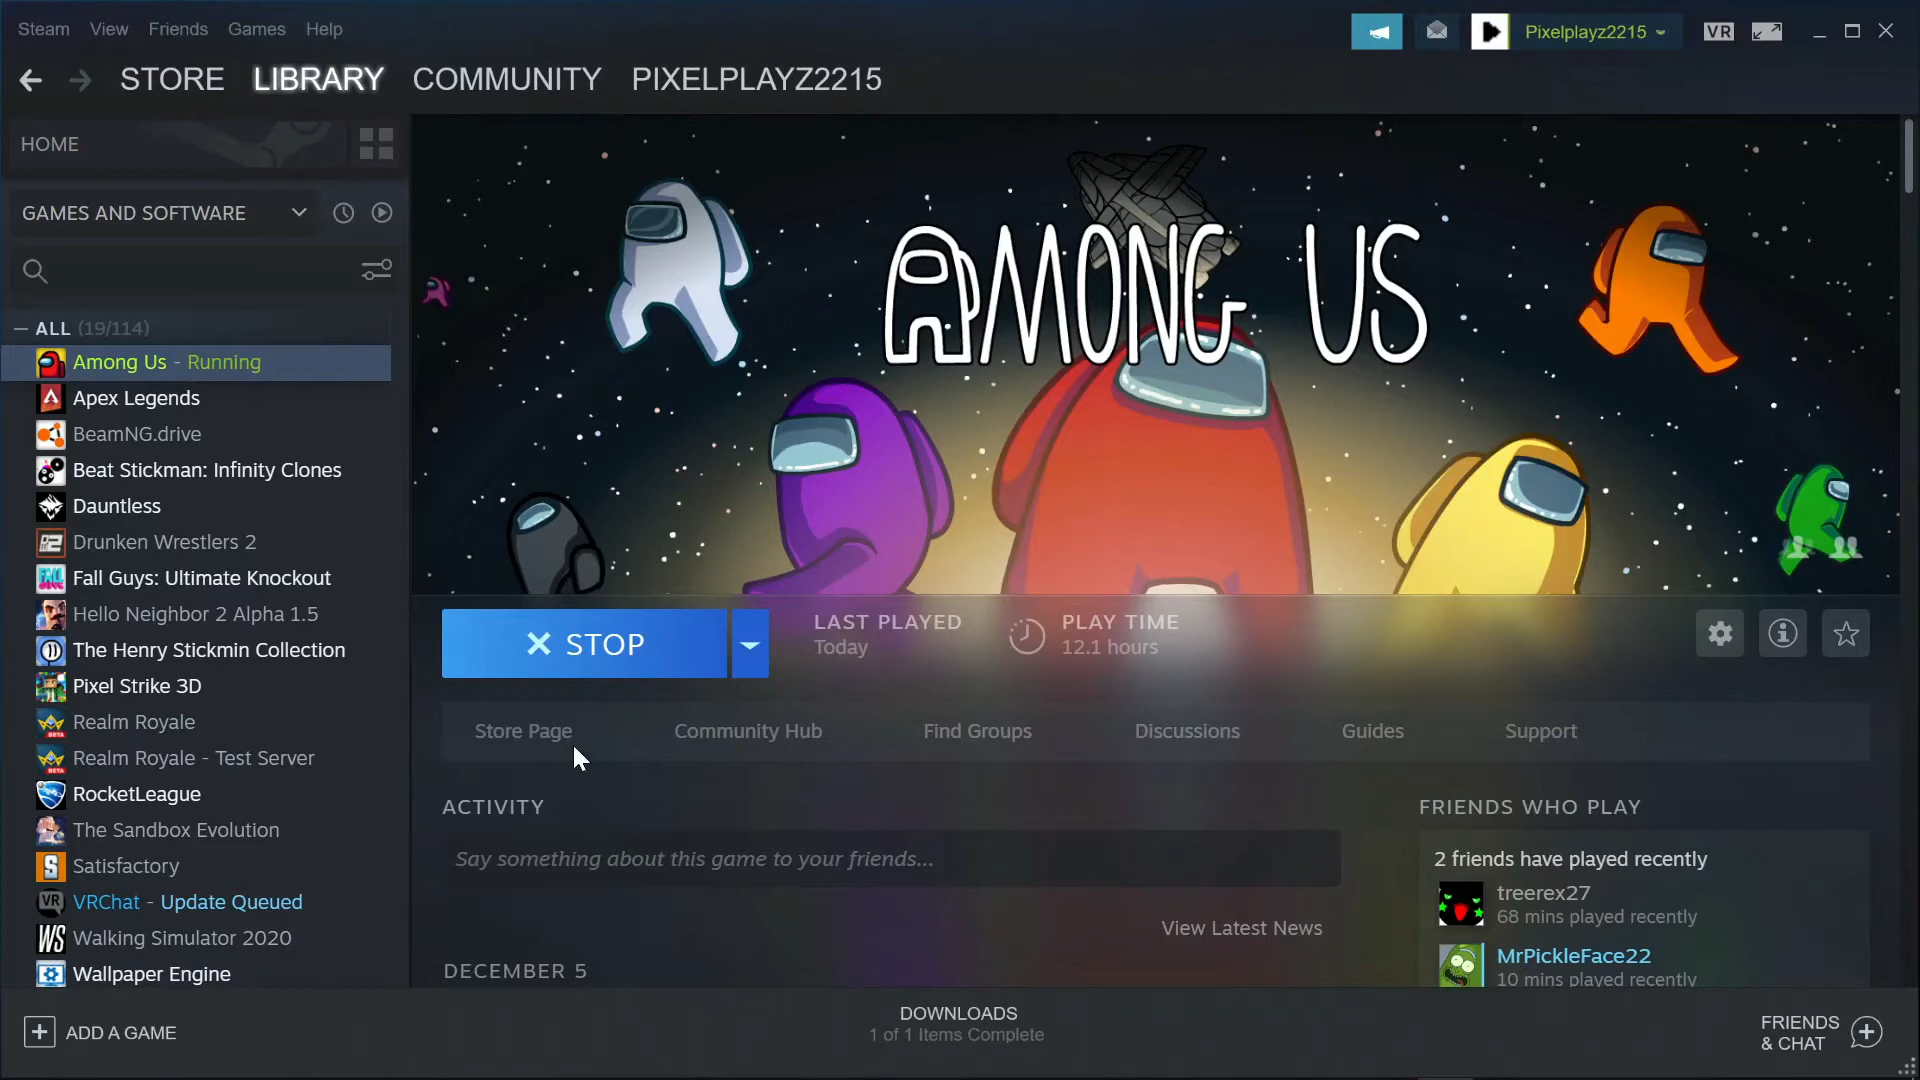 Steam View Friends Games Help
Pixelplayz2215
VR
STORE LIBRARY COMMUNITY PIXELPLAYZ2215
HOME
GAMES AND SOFTWARE
ALL (19/114)
Among Us - Running
Apex Legends
BeamNG.drive
Beat Stickman: Infinity Clones
Dauntless
Drunken Wrestlers 2
Fall Guys: Ultimate Knockout
Hello Neighbor 2 Alpha 1.5
The Henry Stickmin Collection
Pixel Strike 3D
Realm Royale
Realm Royale - Test Server
RocketLeague
The Sandbox Evolution
Satisfactory
VRChat - Update Queued
Walking Simulator 2020
Wallpaper Engine
AMONG US
STOP
LAST PLAYED
Today
PLAY TIME
12.1 hours
Store Page Community Hub Find Groups Discussions Guides Support
ACTIVITY
Say something about this game to your friends...
View Latest News
DECEMBER 5
FRIENDS WHO PLAY
2 friends have played recently
treerex27
68 mins played recently
MrPickleFace22
10 mins played recently
ADD A GAME
DOWNLOADS
1 of 1 Items Complete
FRIENDS
& CHAT